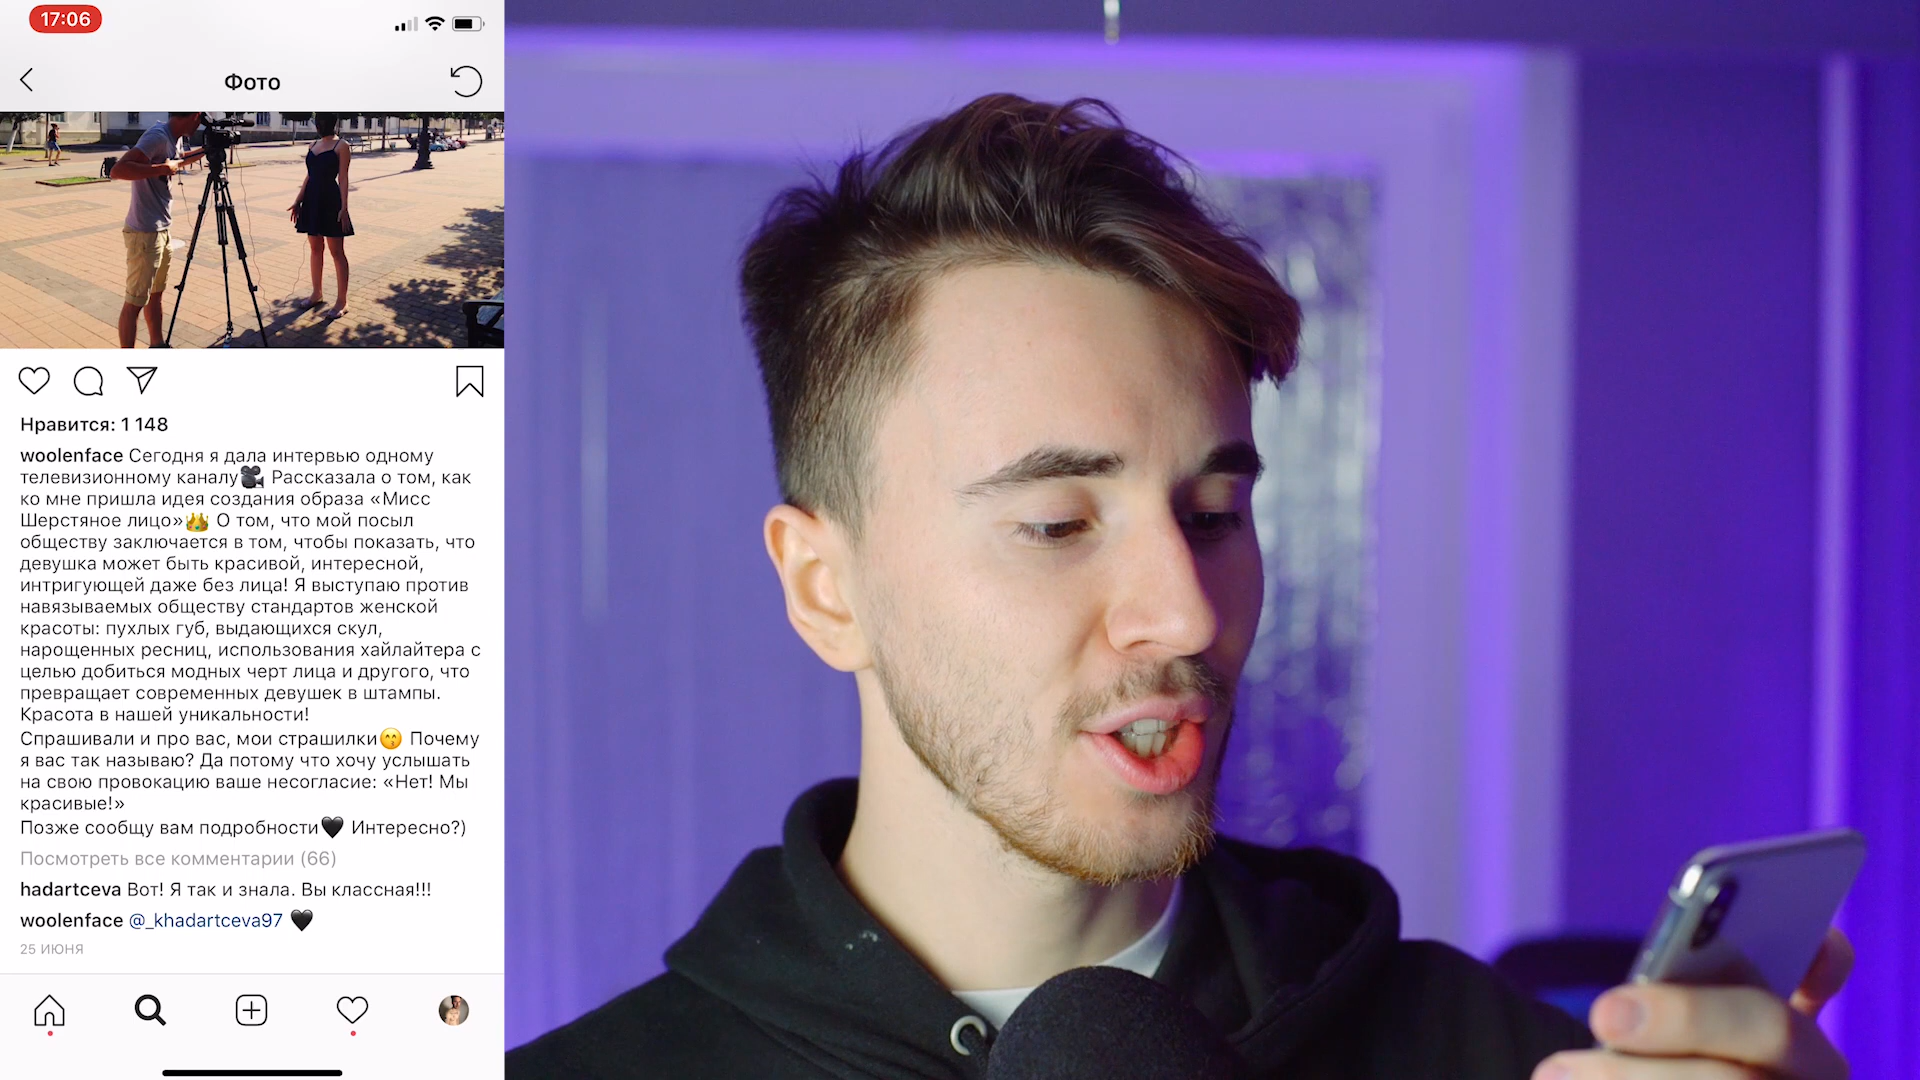 17:06
Фото
Нравится: 1 148
woolenface Сегодня я дала интервью одному
телевизионному каналу🎥 Рассказала о том, как
ко мне пришла идея создания образа «Мисс
Шерстяное лицо»👑 О том, что мой посыл
обществу заключается в том, чтобы показать, что
девушка может быть красивой, интересной,
интригующей даже без лица! Я выступаю против
навязываемых обществу стандартов женской
красоты: пухлых губ, выдающихся скул,
нарощенных ресниц, использования хайлайтера с
целью добиться модных черт лица и другого, что
превращает современных девушек в штампы.
Красота в нашей уникальности!
Спрашивали и про вас, мои страшилки😙 Почему
я вас так называю? Да потому что хочу услышать
на свою провокацию ваше несогласие: «Нет! Мы
красивые!»
Позже сообщу вам подробности🖤 Интересно?)
Посмотреть все комментарии (66)
hadartceva Вот! Я так и знала. Вы классная!!!
woolenface @_khadartceva97 🖤
25 ИЮНЯ